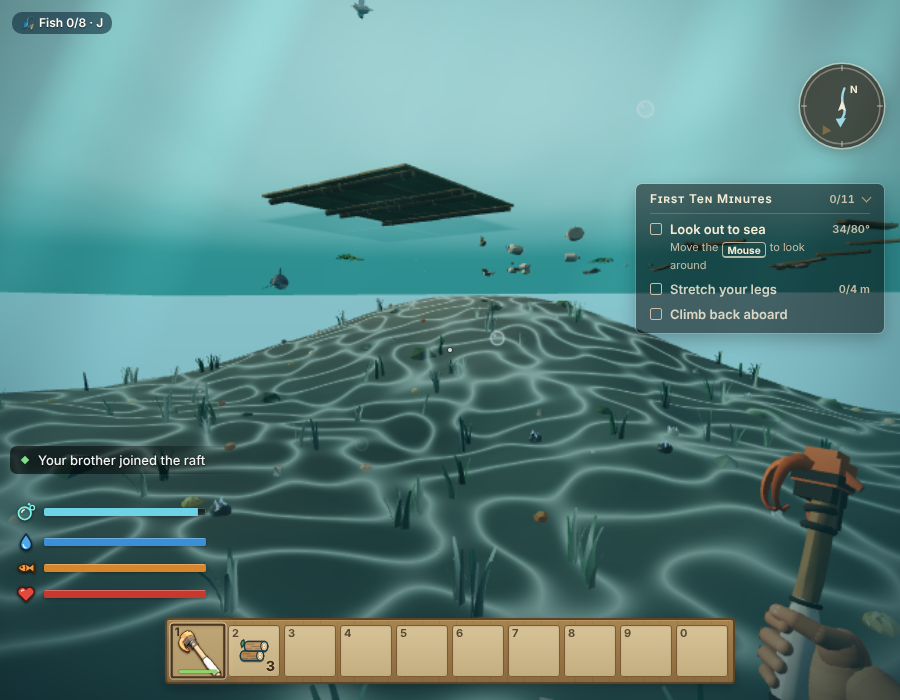 Fish 0/8 · J
N
First Ten Minutes 0/11
Look out to sea 34/80°
Move the Mouse to look
around
Stretch your legs 0/4 m
Climb back aboard
Your brother joined the raft
1 2 3 4 5 6 7 8 9 0
3